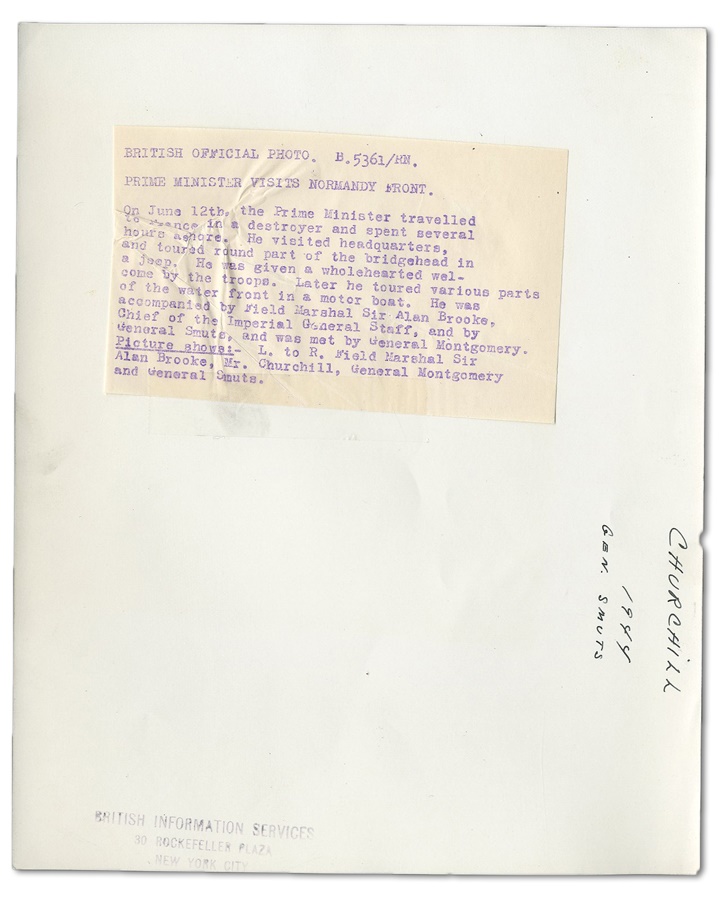 BRITISH OFFICIAL PHOTO. B.5361/RN.
PRIME MINISTER VISITS NORMANDY FRONT.
On June 12th, the Prime Minister travelled
to France in a destroyer and spent several
hours ashore. He visited headquarters,
and toured round part of the bridgehead in
a jeep. He was given a wholehearted wel-
come by the troops. Later he toured various parts
of the water front in a motor boat. He was
accompanied by Field Marshal Sir Alan Brooke,
Chief of the Imperial General Staff, and by
General Smuts, and was met by General Montgomery.
Picture shows:- L. to R. Field Marshal Sir
Alan Brooke, Mr. Churchill, General Montgomery
and General Smuts.
CHURCHILL
1944
GEN. SMUTS
BRITISH INFORMATION SERVICES
30 ROCKEFELLER PLAZA
NEW YORK CITY